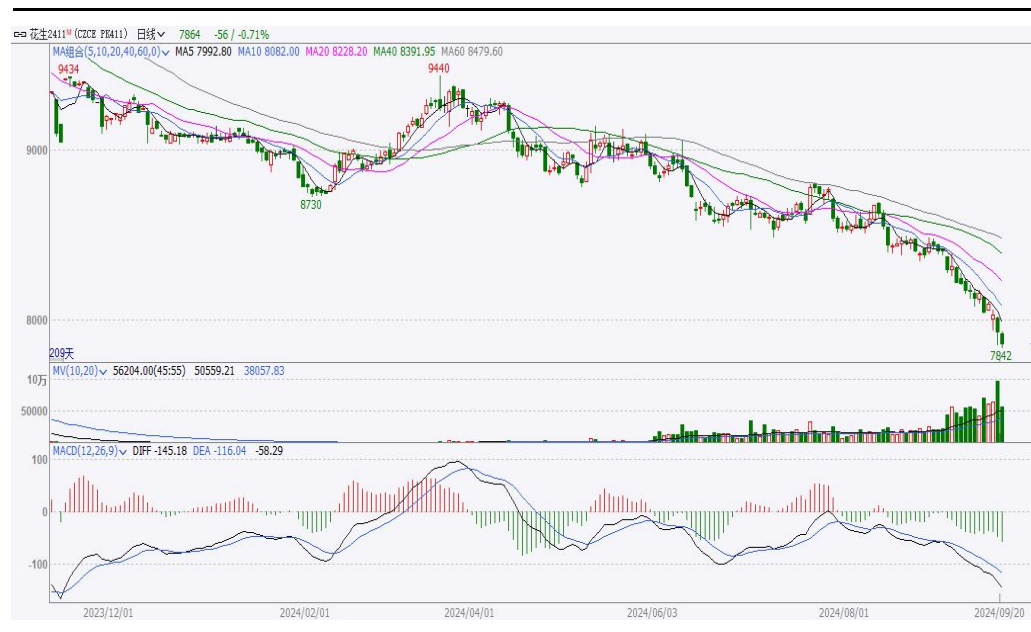 花生2411M (CZCE PK411) 日线 7864 -56 / -0.71%
MA组合(5,10,20,40,60,0) MA5 7992.80 MA10 8082.00 MA20 8228.20 MA40 8391.95 MA60 8479.60
9434
9440
9000
8730
8000
209天
7842
MV(10,20) 56204.00(45:55) 50559.21 38057.83
10万
50000
MACD(12,26,9) DIFF -145.18 DEA -116.04 -58.29
100
0
-100
2023/12/01 2024/02/01 2024/04/01 2024/06/03 2024/08/01 2024/09/20